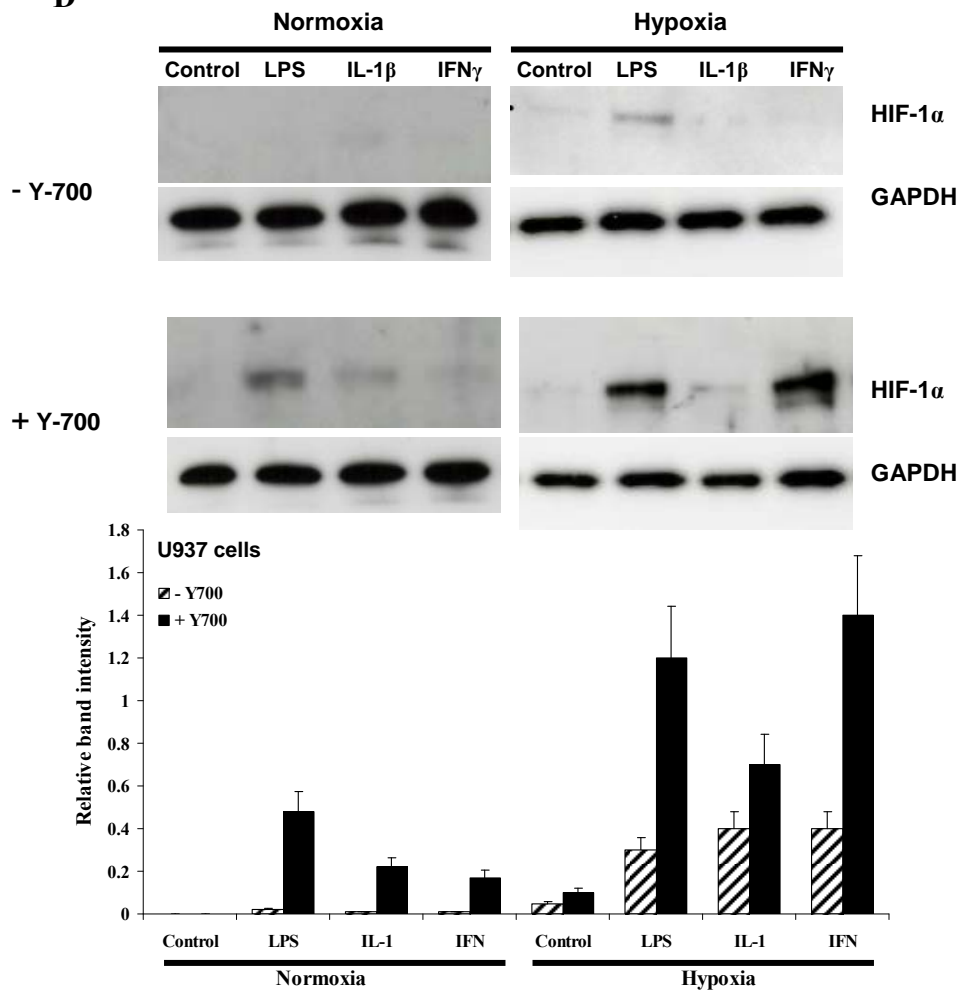 D
Normoxia Hypoxia
Control LPS IL-1β IFNγ Control LPS IL-1β IFNγ
HIF-1α
- Y-700
GAPDH
HIF-1α
+ Y-700
GAPDH
U937 cells
- Y700
+ Y700
Relative band intensity
1.8
1.6
1.4
1.2
1
0.8
0.6
0.4
0.2
0
Control LPS IL-1 IFN Control LPS IL-1 IFN
Normoxia Hypoxia